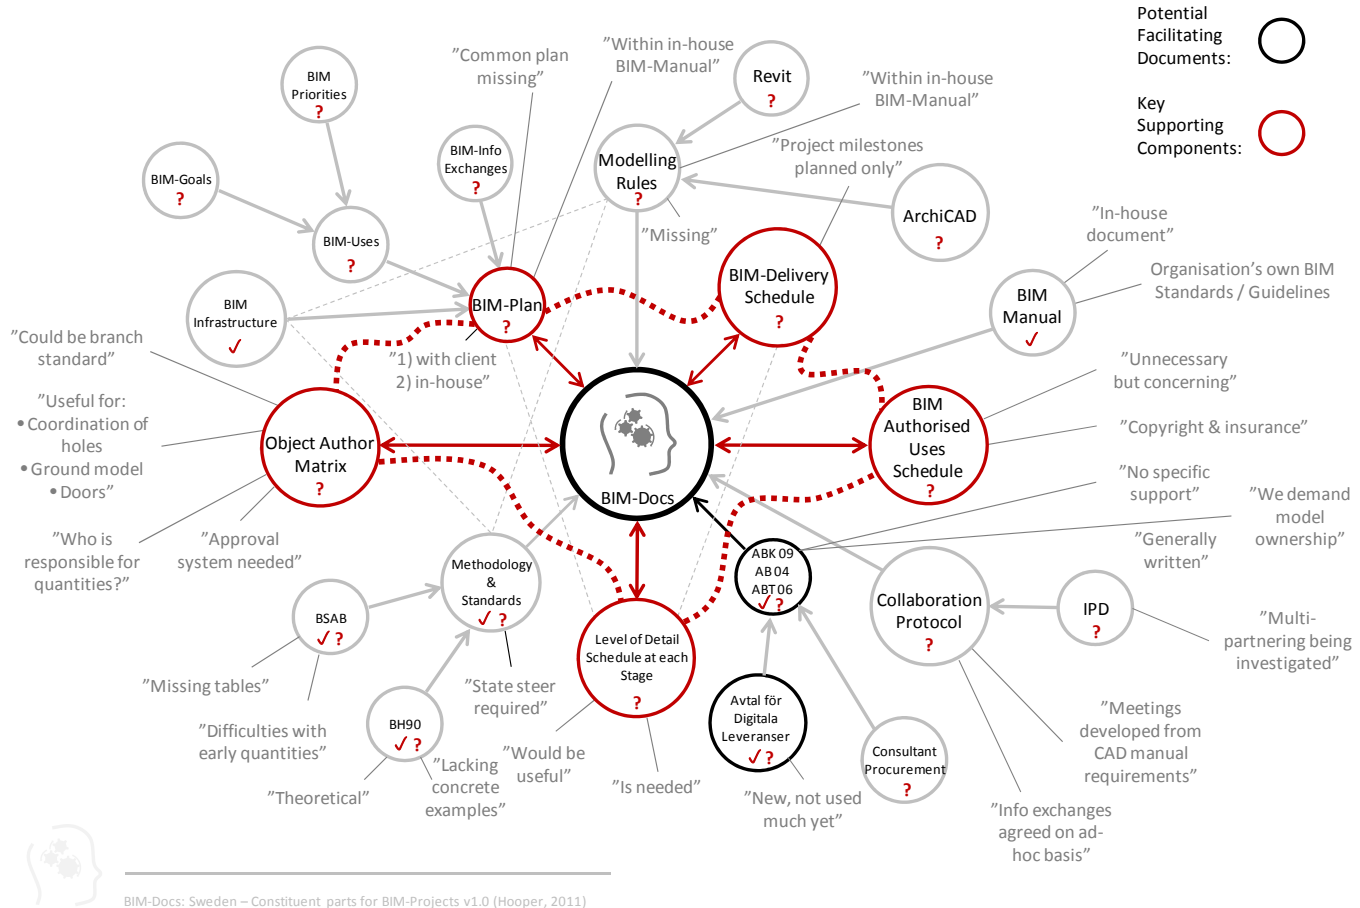 Potential
Facilitating
Documents:
Key
Supporting
Components:
BIM
Priorities
?
"Common plan
missing"
"Within in-house
BIM-Manual"
Revit
?
"Within in-house
BIM-Manual"
BIM-Goals
?
BIM-Info
Exchanges
?
Modelling
Rules
?
"Project milestones
planned only"
ArchiCAD
?
"In-house
document"
BIM-Uses
?
"Missing"
BIM-Delivery
Schedule
?
Organisation's own BIM
Standards / Guidelines
BIM
Infrastructure
✓
BIM-Plan
?
BIM
Manual
✓
"Could be branch
standard"
"1) with client
2) in-house"
"Unnecessary
but concerning"
"Useful for:
•Coordination of
holes
•Ground model
•Doors"
Object Author
Matrix
?
BIM-Docs
BIM
Authorised
Uses
Schedule
?
"Copyright & insurance"
"No specific
support"
"We demand
model
ownership"
"Who is
responsible for
quantities?"
"Approval
system needed"
Methodology
&
Standards
✓ ?
ABK 09
AB 04
ABT 06
✓?
"Generally
written"
Collaboration
Protocol
?
IPD
?
BSAB
✓ ?
Level of Detail
Schedule at each
Stage
?
"Multi-
partnering being
investigated"
"Missing tables"
"State steer
required"
"Difficulties with
early quantities"
BH90
✓ ?
Avtal för
Digitala
Leveranser
✓ ?
Consultant
Procurement
?
"Meetings
developed from
CAD manual
requirements"
"Theoretical"
"Lacking
concrete
examples"
"Would be
useful"
"Is needed"
"New, not used
much yet"
"Info exchanges
agreed on ad-
hoc basis"
BIM-Docs: Sweden – Constituent parts for BIM-Projects v1.0 (Hooper, 2011)